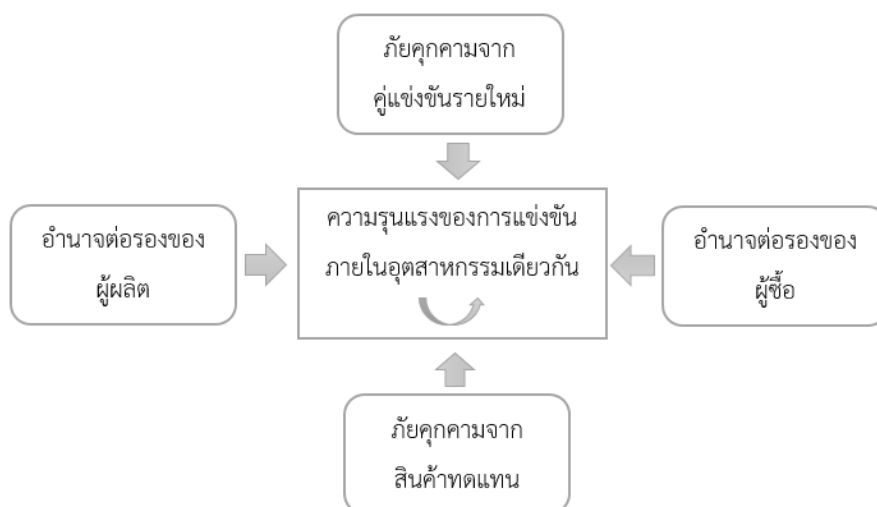 ภัยคุกคามจาก
คู่แข่งขันรายใหม่
อำนาจต่อรองของ
ผู้ผลิต
ความรุนแรงของการแข่งขัน
ภายในอุตสาหกรรมเดียวกัน
อำนาจต่อรองของ
ผู้ซื้อ
ภัยคุกคามจาก
สินค้าทดแทน